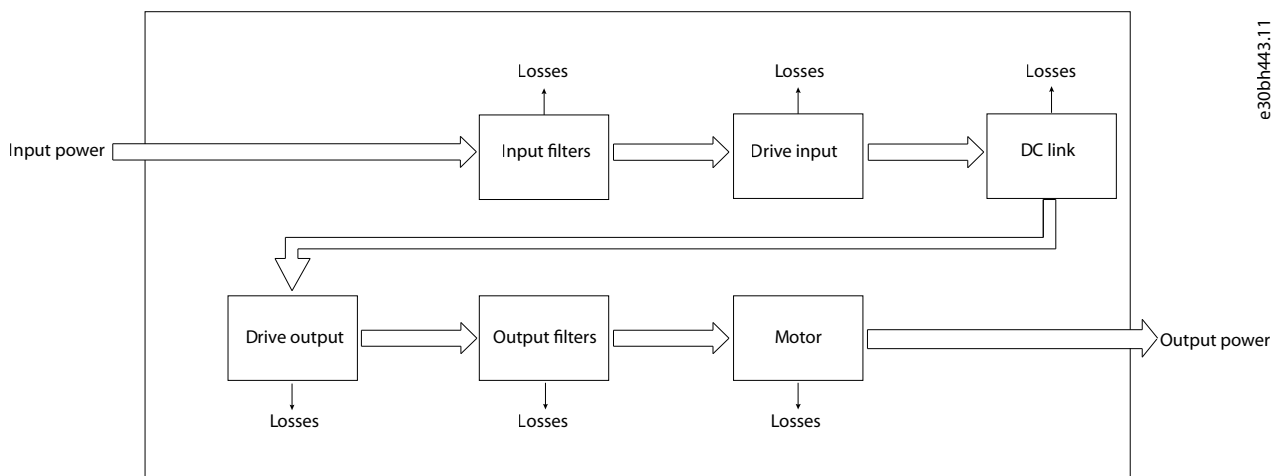 e30bh443.11
Losses
Losses
Losses
Input power
Input filters
Drive input
DC link
Drive output
Output filters
Motor
Output power
Losses
Losses
Losses